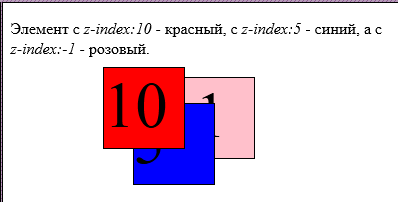 Элемент с z-index:10 - красный, с z-index:5 - синий, а с
z-index:-1 - розовый.
10